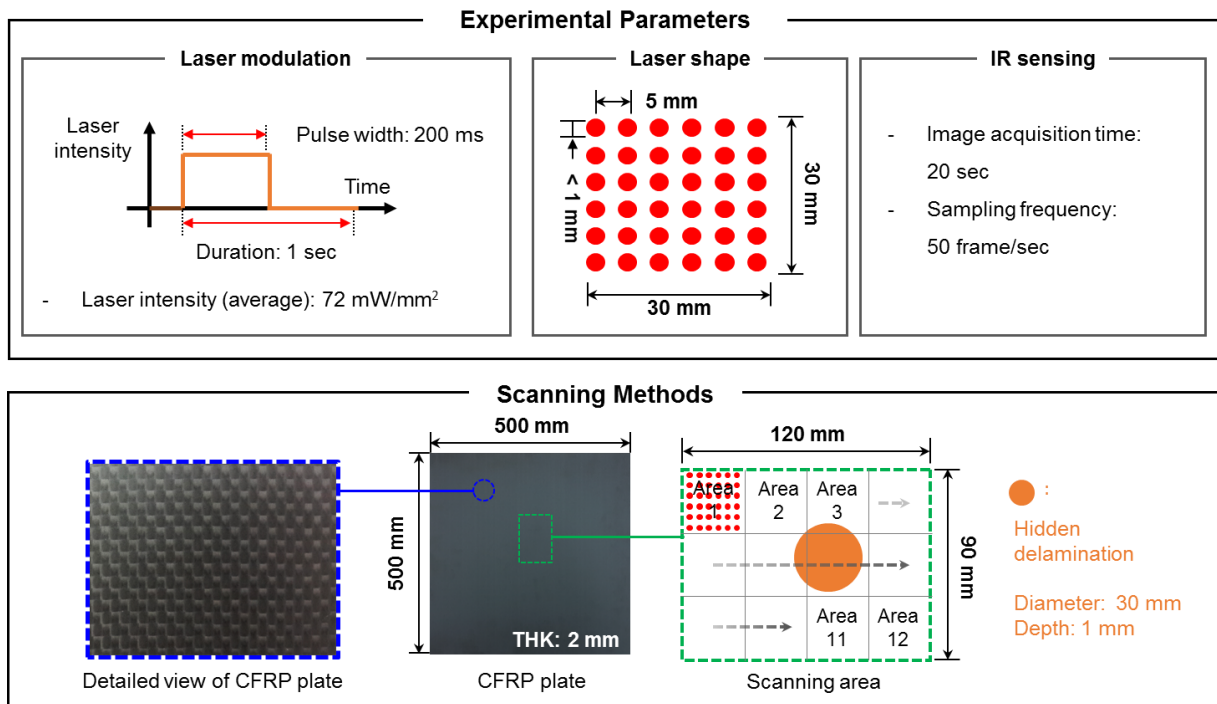 Experimental Parameters
Laser modulation
Laser
intensity
Pulse width: 200 ms
Time
Duration: 1 sec
- Laser intensity (average): 72 mW/mm²
Laser shape
5 mm
< 1 mm
30 mm
30 mm
IR sensing
- Image acquisition time:
20 sec
- Sampling frequency:
50 frame/sec
Scanning Methods
Detailed view of CFRP plate
500 mm
500 mm
THK: 2 mm
CFRP plate
120 mm
Area
1
Area
2
Area
3
Area
11
Area
12
90 mm
Scanning area
:
Hidden
delamination
Diameter: 30 mm
Depth: 1 mm